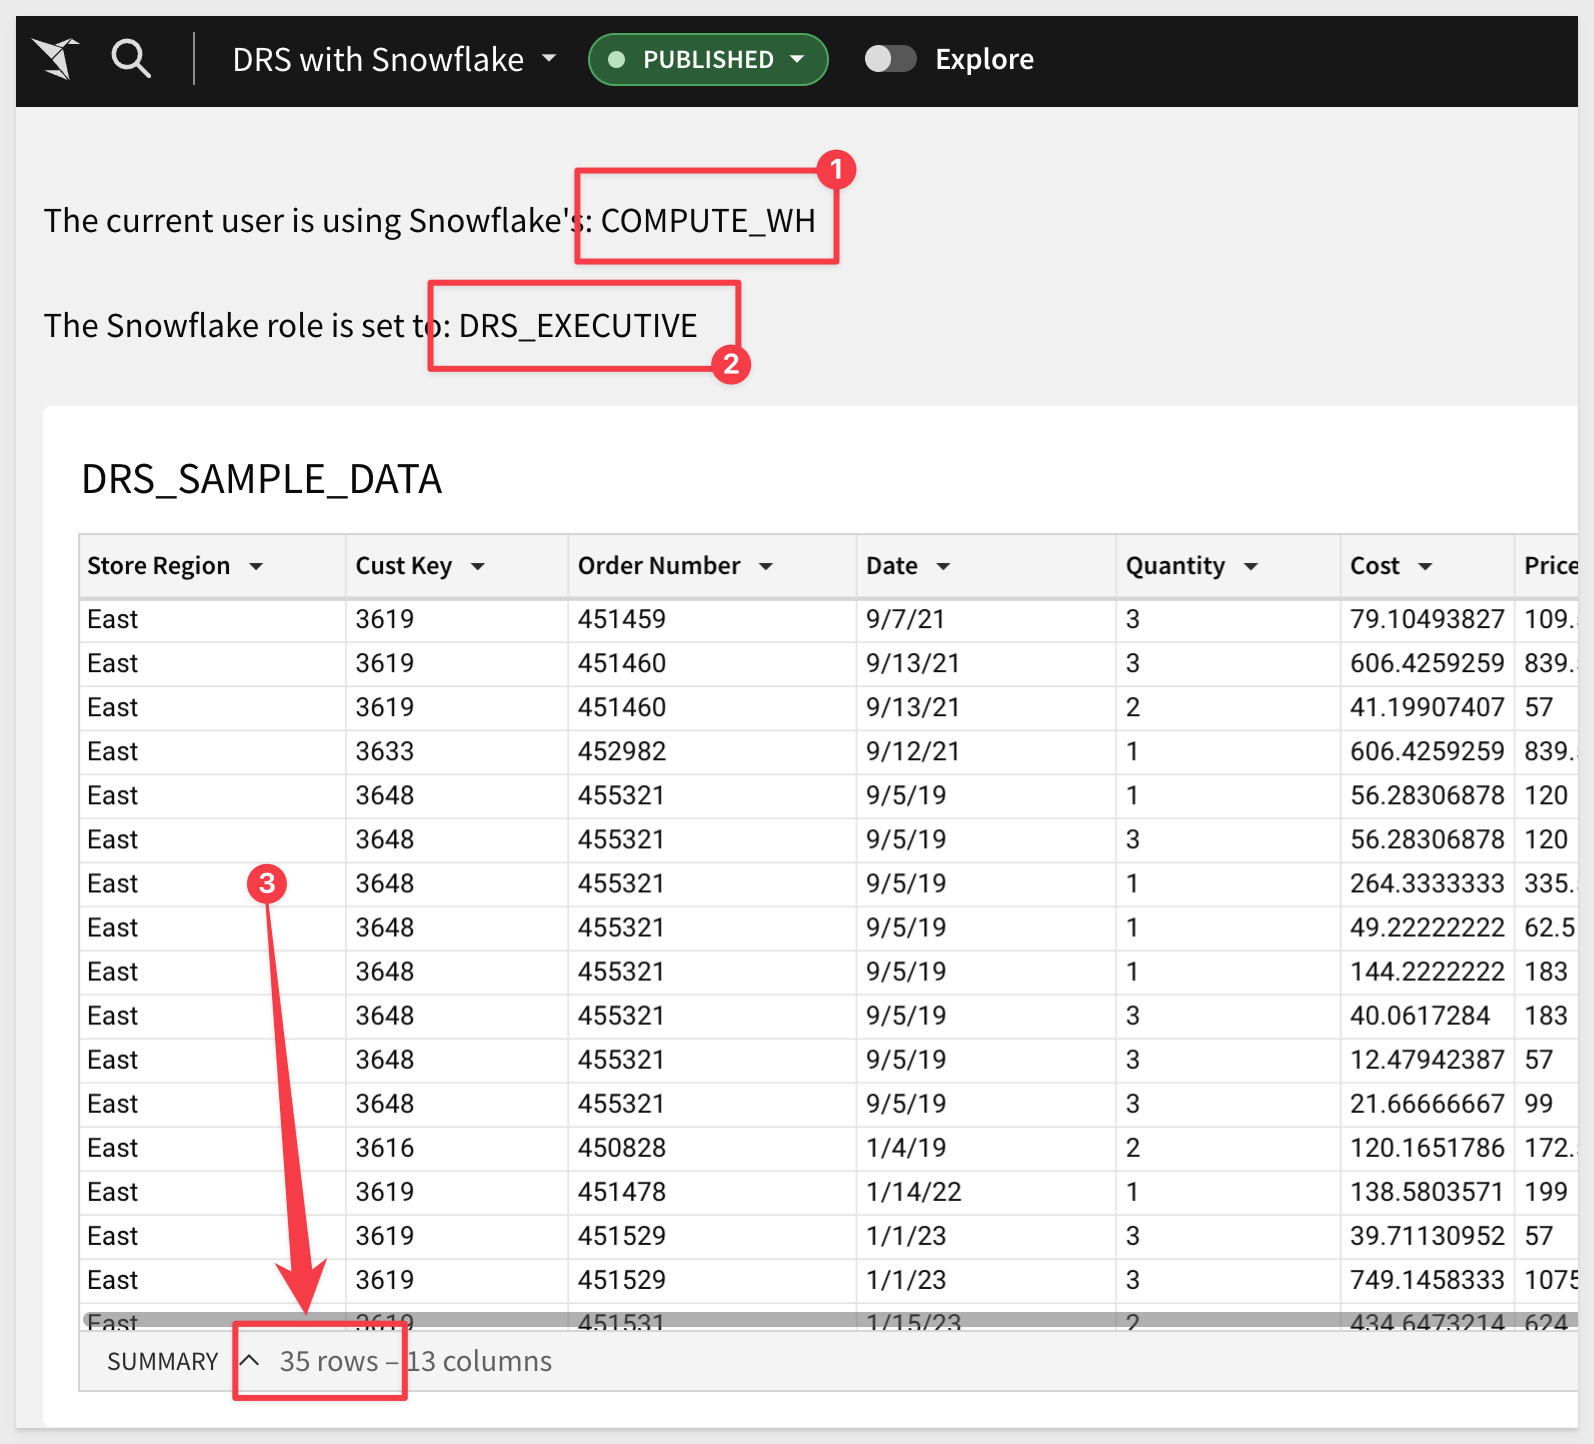 DRS with Snowflake PUBLISHED Explore
1
The current user is using Snowflake's: COMPUTE_WH
The Snowflake role is set to: DRS_EXECUTIVE
2
DRS_SAMPLE_DATA
Store Region Cust Key Order Number Date Quantity Cost Price
East 3619 451459 9/7/21 3 79.10493827 109.
East 3619 451460 9/13/21 3 606.4259259 839.
East 3619 451460 9/13/21 2 41.19907407 57
East 3633 452982 9/12/21 1 606.4259259 839.
East 3648 455321 9/5/19 1 56.28306878 120
East 3648 455321 9/5/19 3 56.28306878 120
East 3 3648 455321 9/5/19 1 264.3333333 335.
East 3648 455321 9/5/19 1 49.22222222 62.5
East 3648 455321 9/5/19 1 144.2222222 183
East 3648 455321 9/5/19 3 40.0617284 183
East 3648 455321 9/5/19 3 12.47942387 57
East 3648 455321 9/5/19 3 21.66666667 99
East 3616 450828 1/4/19 2 120.1651786 172.
East 3619 451478 1/14/22 1 138.5803571 199
East 3619 451529 1/1/23 3 39.71130952 57
East 3619 451529 1/1/23 3 749.1458333 1075
East 3619 451531 1/15/23 2 434.6473214 624
SUMMARY 35 rows – 13 columns